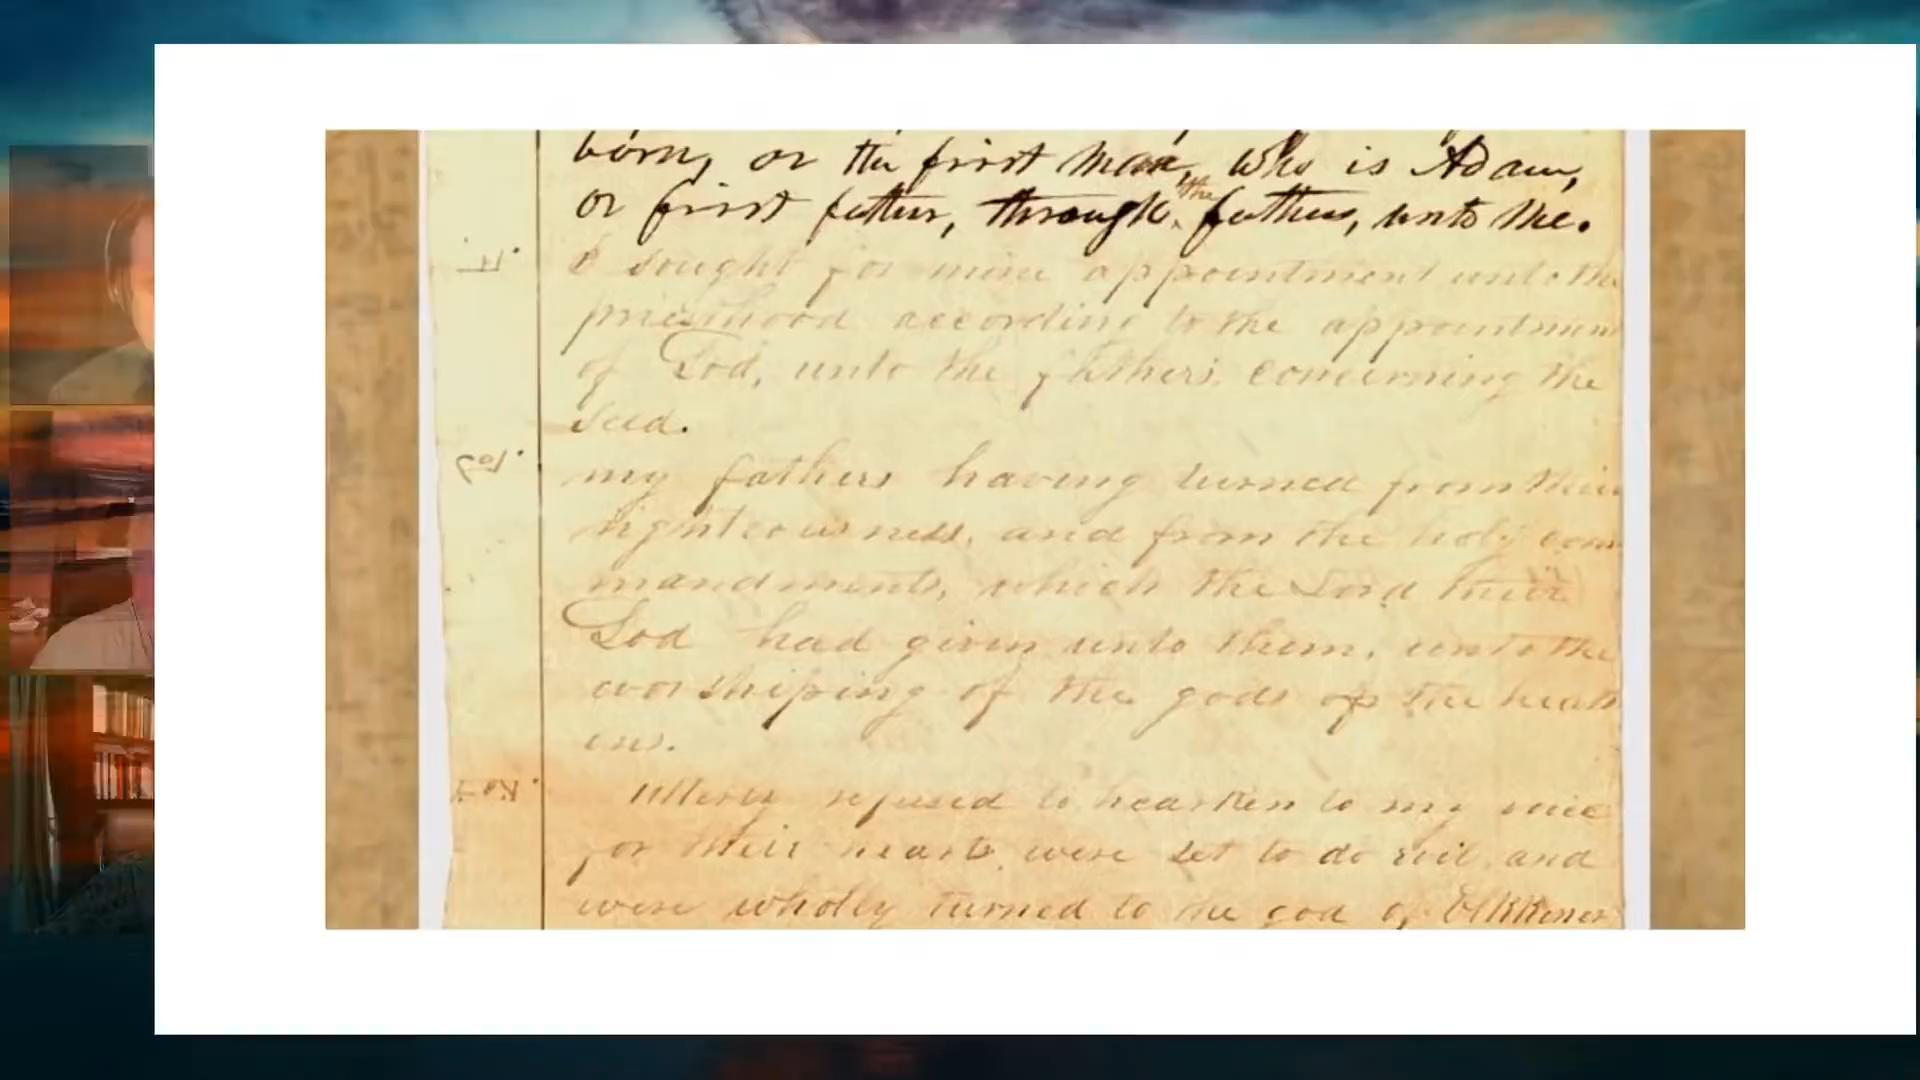 born, or the first man, who is Adam,
or first father, through the fathers, unto me.
I sought for mine appointment unto the
priesthood according to the appointment
of God, unto the fathers concerning the
seed.
my fathers having turned from their
righteousness, and from the holy com
mandments, which the Lord their
God had given unto them, unto the
worshiping of the gods of the heath
ens.
utterly refused to hearken to my voice
for their hearts were set to do evil and
were wholly turned to the god of Elkkener